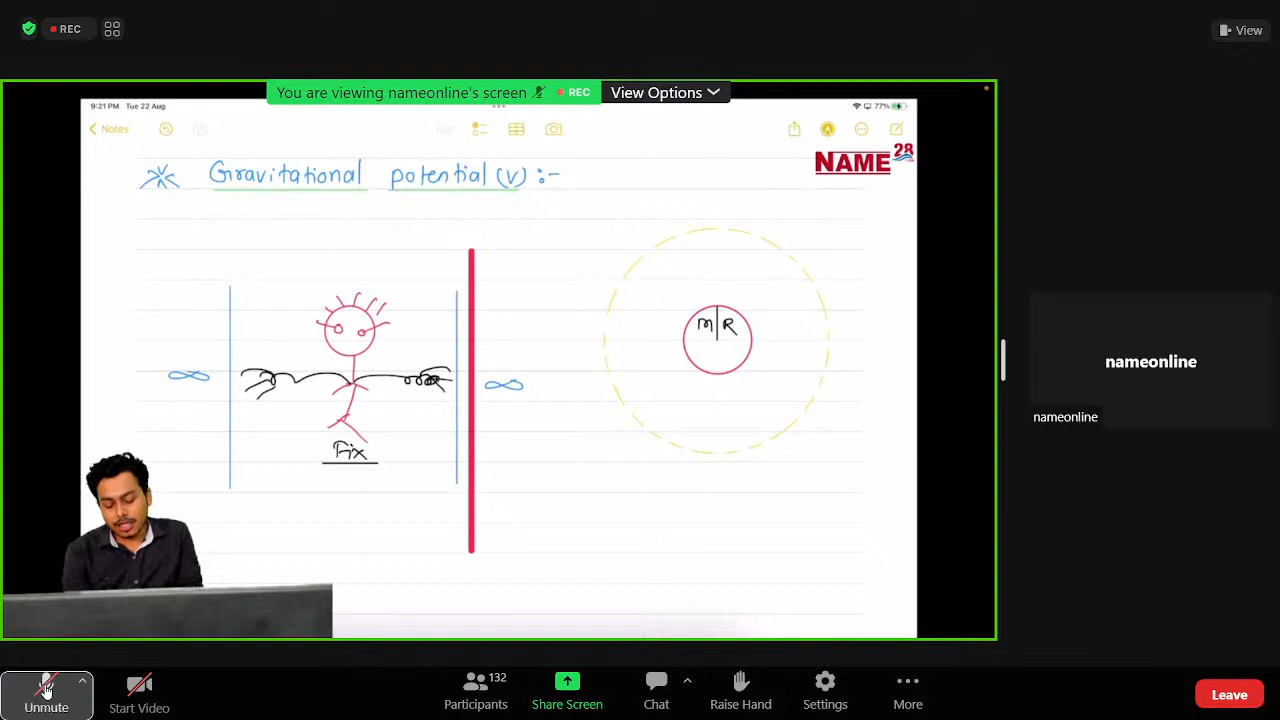 REC
View
You are viewing nameonline's screen REC View Options
9:21 PM Tue 22 Aug 77%
Notes Aa
NAME 28
Gravitational potential (v) :-
M R
∞ ∞
Fix
nameonline
nameonline
132
Unmute Start Video Participants Share Screen Chat Raise Hand Settings More Leave